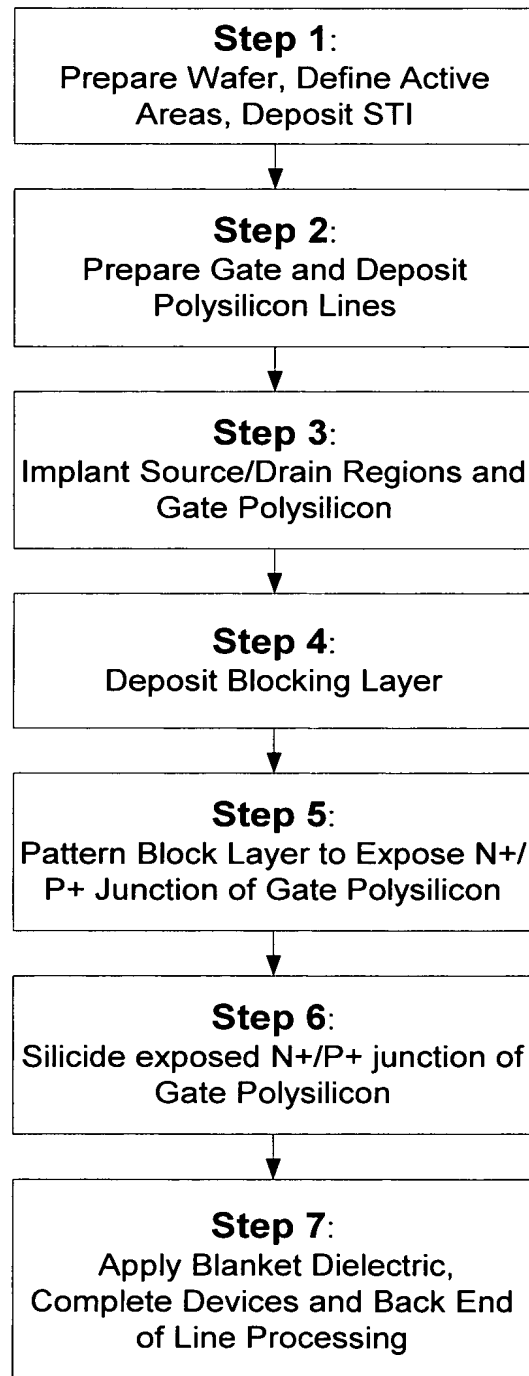 Step 1:
Prepare Wafer, Define Active
Areas, Deposit STI
Step 2:
Prepare Gate and Deposit
Polysilicon Lines
Step 3:
Implant Source/Drain Regions and
Gate Polysilicon
Step 4:
Deposit Blocking Layer
Step 5:
Pattern Block Layer to Expose N+/
P+ Junction of Gate Polysilicon
Step 6:
Silicide exposed N+/P+ junction of
Gate Polysilicon
Step 7:
Apply Blanket Dielectric,
Complete Devices and Back End
of Line Processing